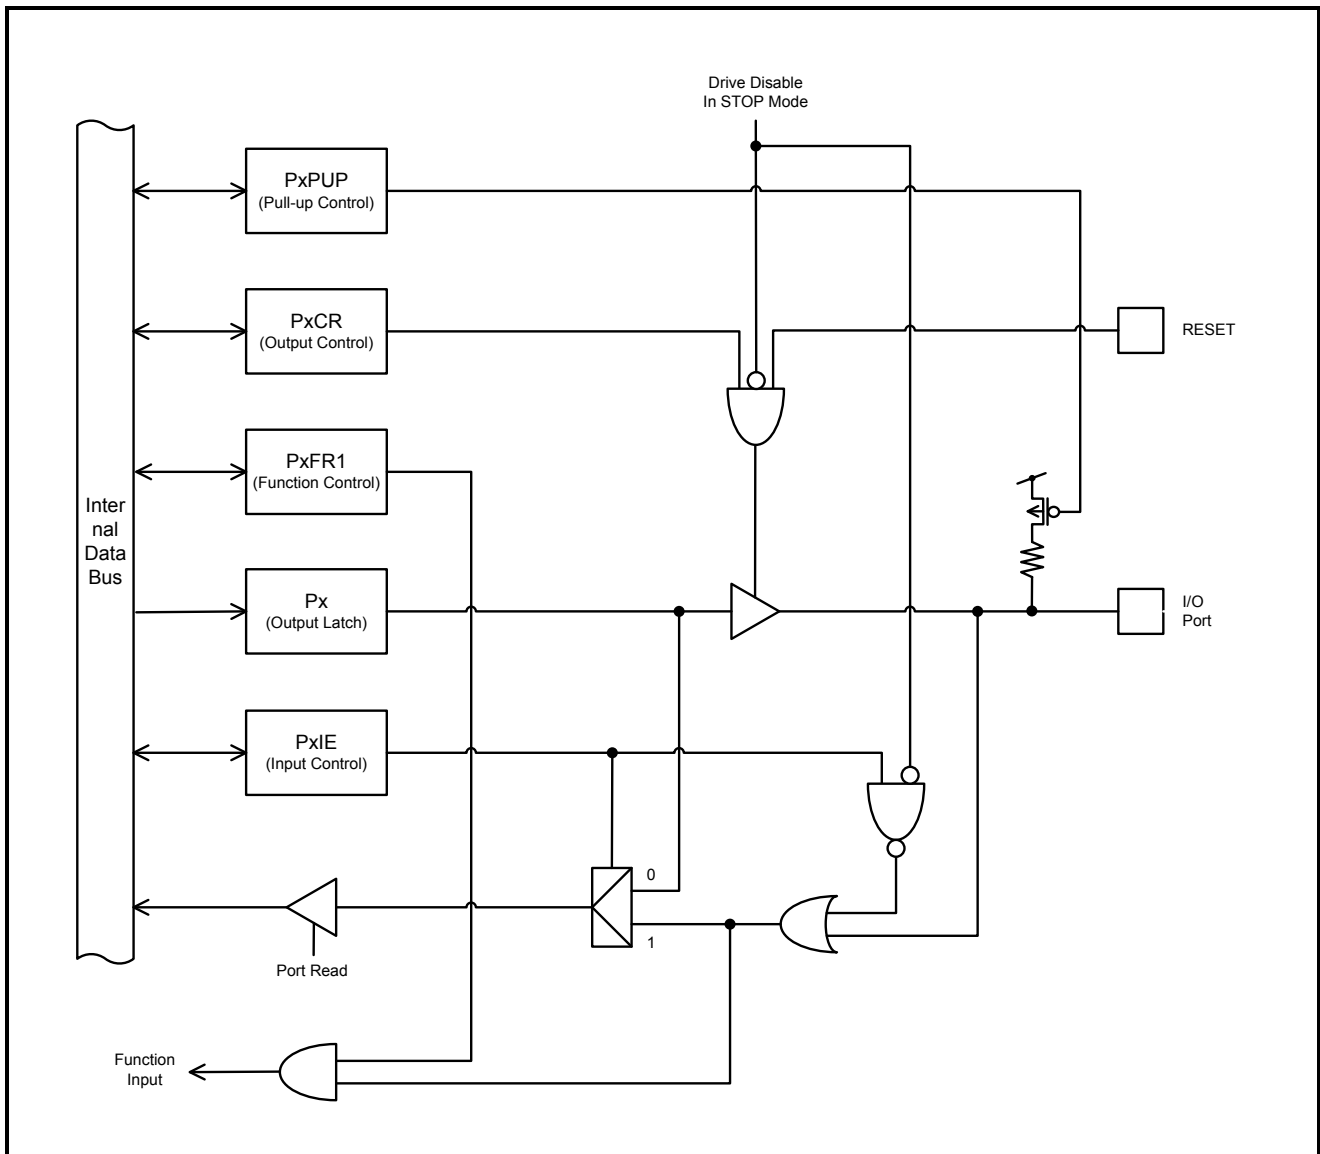 Drive Disable
In STOP Mode
PxPUP
(Pull-up Control)
PxCR
(Output Control)
RESET
PxFR1
(Function Control)
Inter
nal
Data
Bus
Px
(Output Latch)
I/O
Port
PxIE
(Input Control)
0
1
Port Read
Function
Input